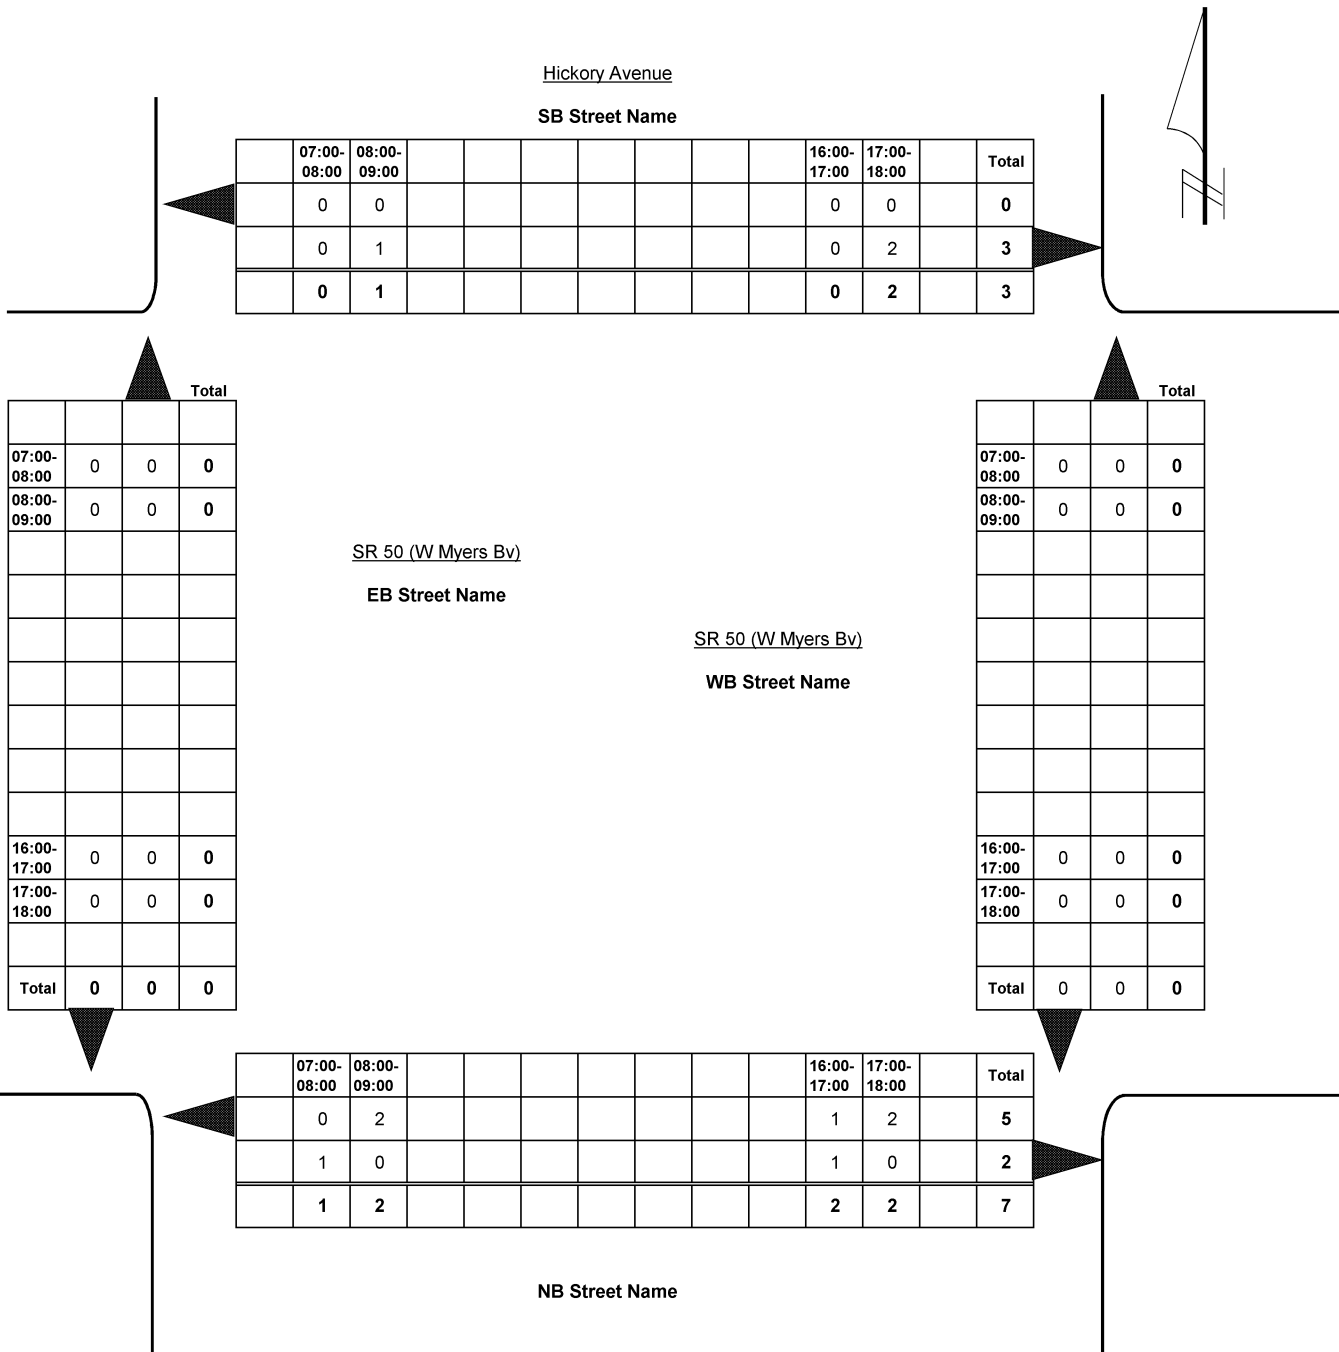 Hickory Avenue
SB Street Name
07:00- 08:00- 16:00- 17:00- Total
08:00 09:00 17:00 18:00
0 0 0 0 0
0 1 0 2 3
0 1 0 2 3
Total
07:00-
08:00 0 0 0
08:00-
09:00 0 0 0
16:00-
17:00 0 0 0
17:00-
18:00 0 0 0
Total 0 0 0
SR 50 (W Myers Bv)
EB Street Name
SR 50 (W Myers Bv)
WB Street Name
Total
07:00-
08:00 0 0 0
08:00-
09:00 0 0 0
16:00-
17:00 0 0 0
17:00-
18:00 0 0 0
Total 0 0 0
07:00- 08:00- 16:00- 17:00- Total
08:00 09:00 17:00 18:00
0 2 1 2 5
1 0 1 0 2
1 2 2 2 7
NB Street Name
N